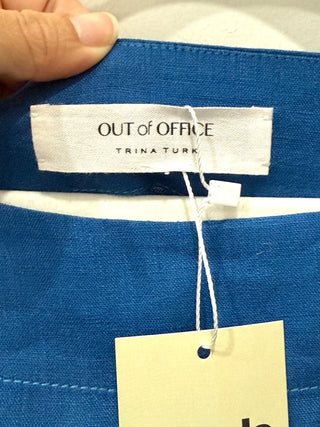 OUT of OFFICE
TRINA TURK